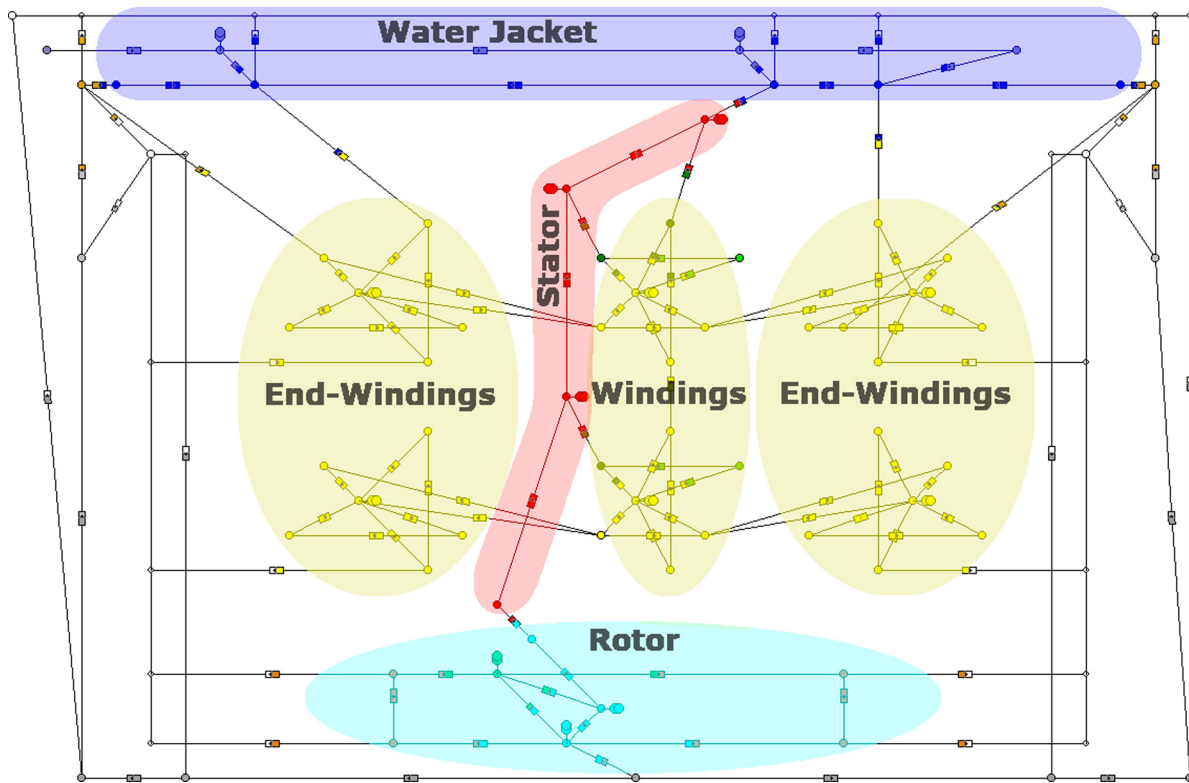 Water Jacket
Stator
End-Windings
Windings
End-Windings
Rotor